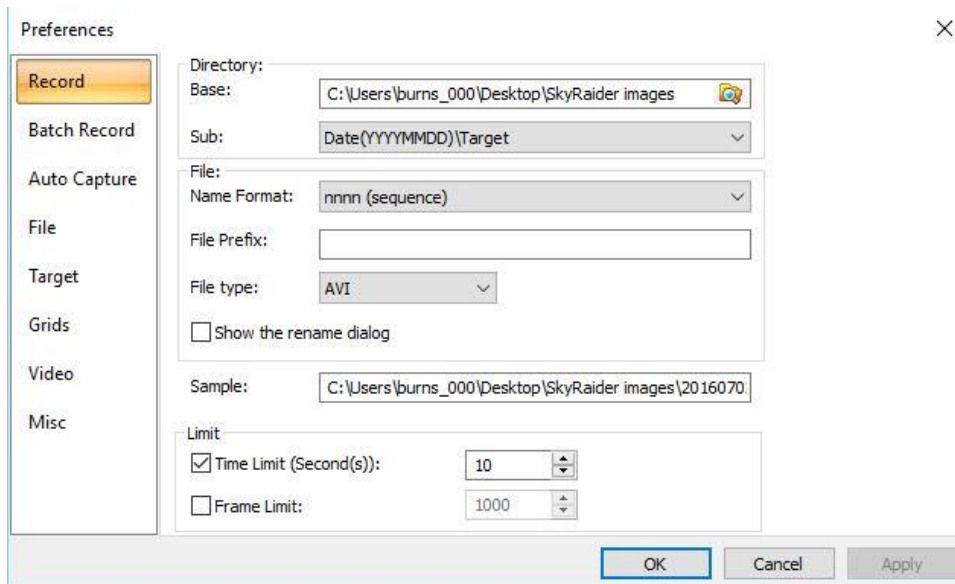 Preferences
Record
Batch Record
Auto Capture
File
Target
Grids
Video
Misc
Directory:
Base: C:\Users\burns_000\Desktop\SkyRaider images
Sub: Date(YYYYMMDD)\Target
File:
Name Format: nnnn (sequence)
File Prefix:
File type: AVI
Show the rename dialog
Sample: C:\Users\burns_000\Desktop\SkyRaider images\2016070
Limit
Time Limit (Second(s)): 10
Frame Limit: 1000
OK Cancel Apply